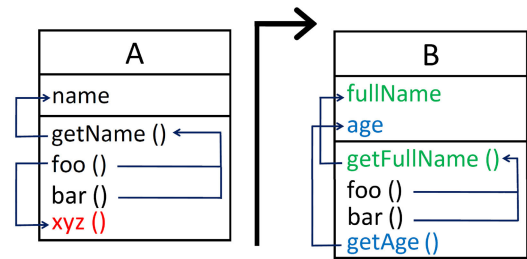 A
name
getName ()
foo ()
bar ()
xyz ()
B
fullName
age
getFullName ()
foo ()
bar ()
getAge ()